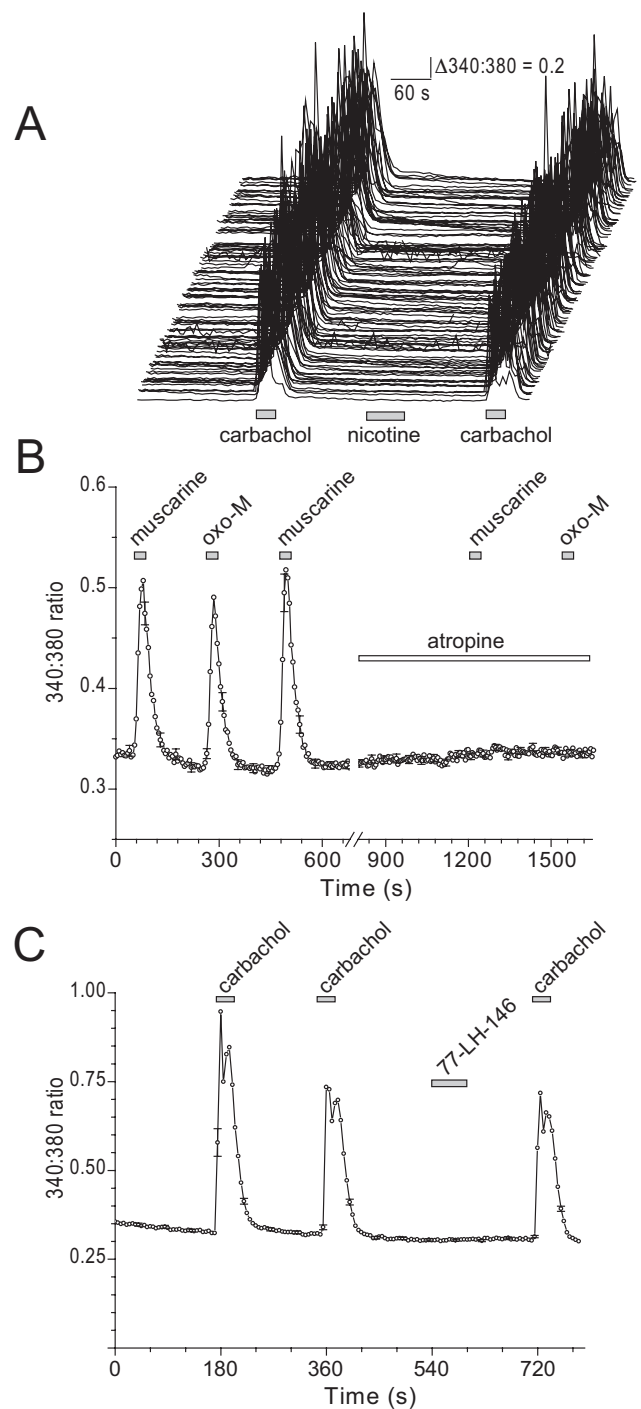 A
Δ340:380 = 0.2
60 s
carbachol
nicotine
carbachol
B
340:380 ratio
0.6
0.5
0.4
0.3
muscarine
oxo-M
muscarine
muscarine
oxo-M
atropine
0
300
600
900
1200
1500
Time (s)
C
340:380 ratio
1.00
0.75
0.50
0.25
carbachol
carbachol
77-LH-146
carbachol
0
180
360
540
720
Time (s)